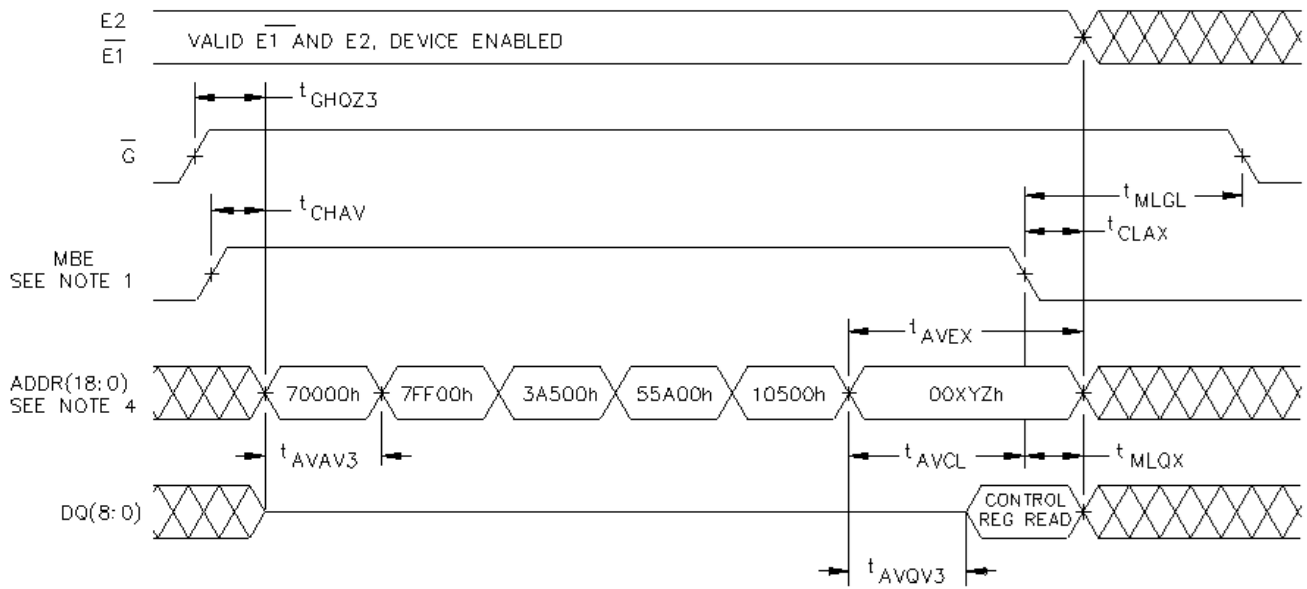 E2
E1
VALID E1 AND E2, DEVICE ENABLED
tGHQZ3
G
tCHAV
tMLGL
tCLAX
MBE
SEE NOTE 1
tAVEX
ADDR(18:0)
SEE NOTE 4
70000h
7FF00h
3A500h
55A00h
10500h
00XYZh
tAVAV3
tAVCL
tMLQX
DQ(8:0)
CONTROL
REG READ
tAVQV3